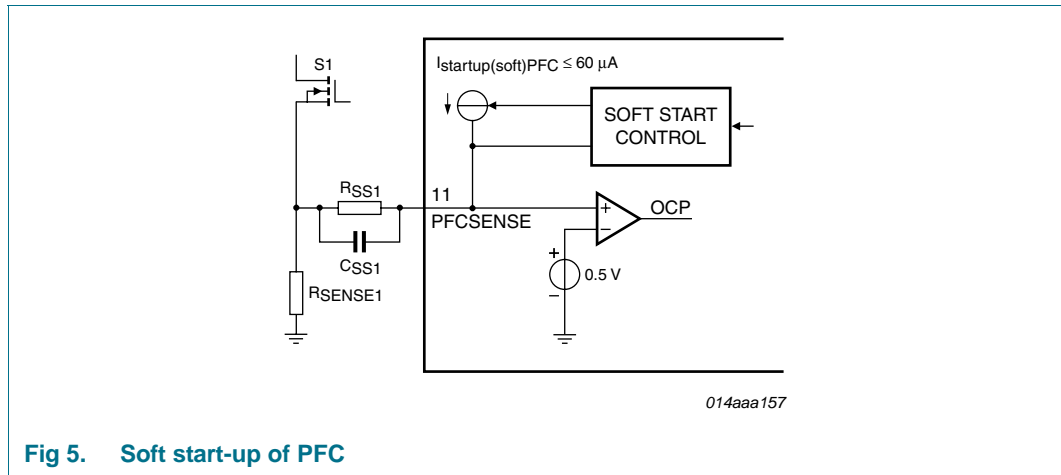 S1
Istartup(soft)PFC ≤ 60 μA
SOFT START
CONTROL
RSS1
11
PFCSENSE
CSS1
RSENSE1
+
−
OCP
+
0.5 V
−
014aaa157
Fig 5. Soft start-up of PFC